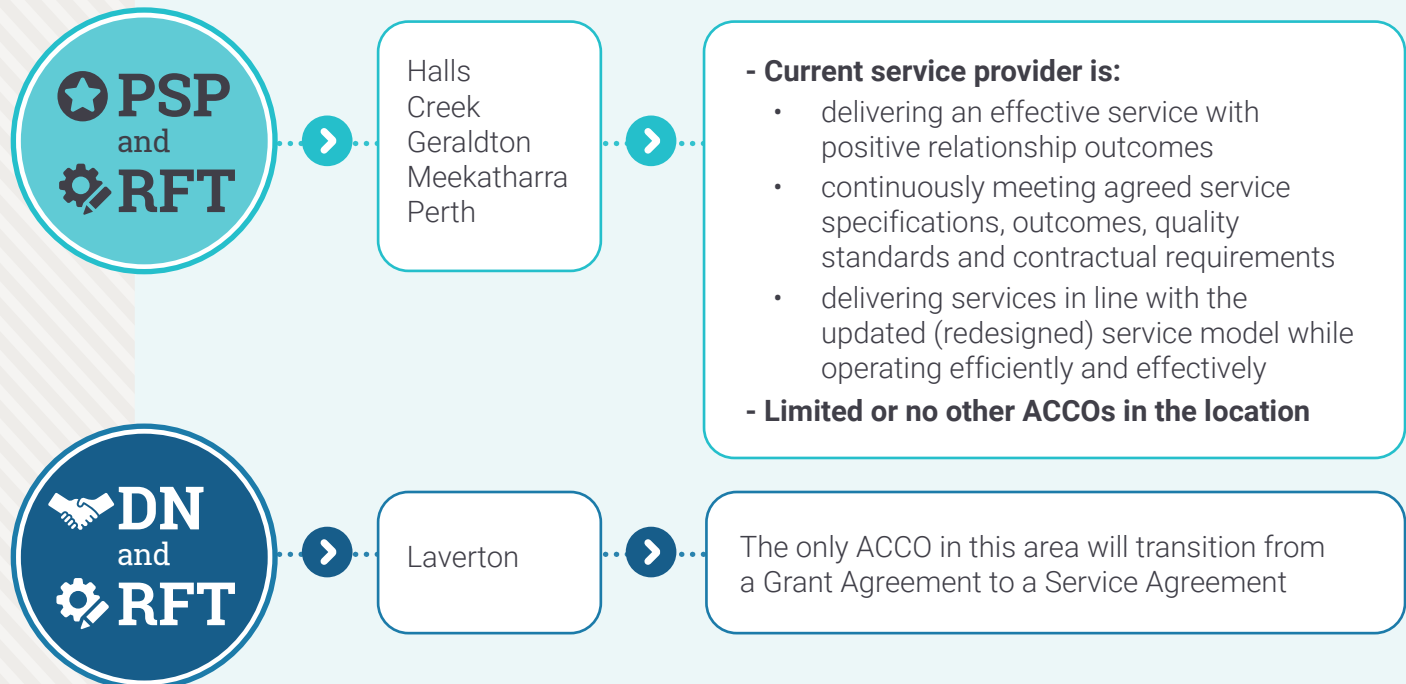 PSP
and
RFT
Halls
Creek
Geraldton
Meekatharra
Perth
- Current service provider is:
• delivering an effective service with
positive relationship outcomes
• continuously meeting agreed service
specifications, outcomes, quality
standards and contractual requirements
• delivering services in line with the
updated (redesigned) service model while
operating efficiently and effectively
- Limited or no other ACCOs in the location
DN
and
RFT
Laverton
The only ACCO in this area will transition from
a Grant Agreement to a Service Agreement